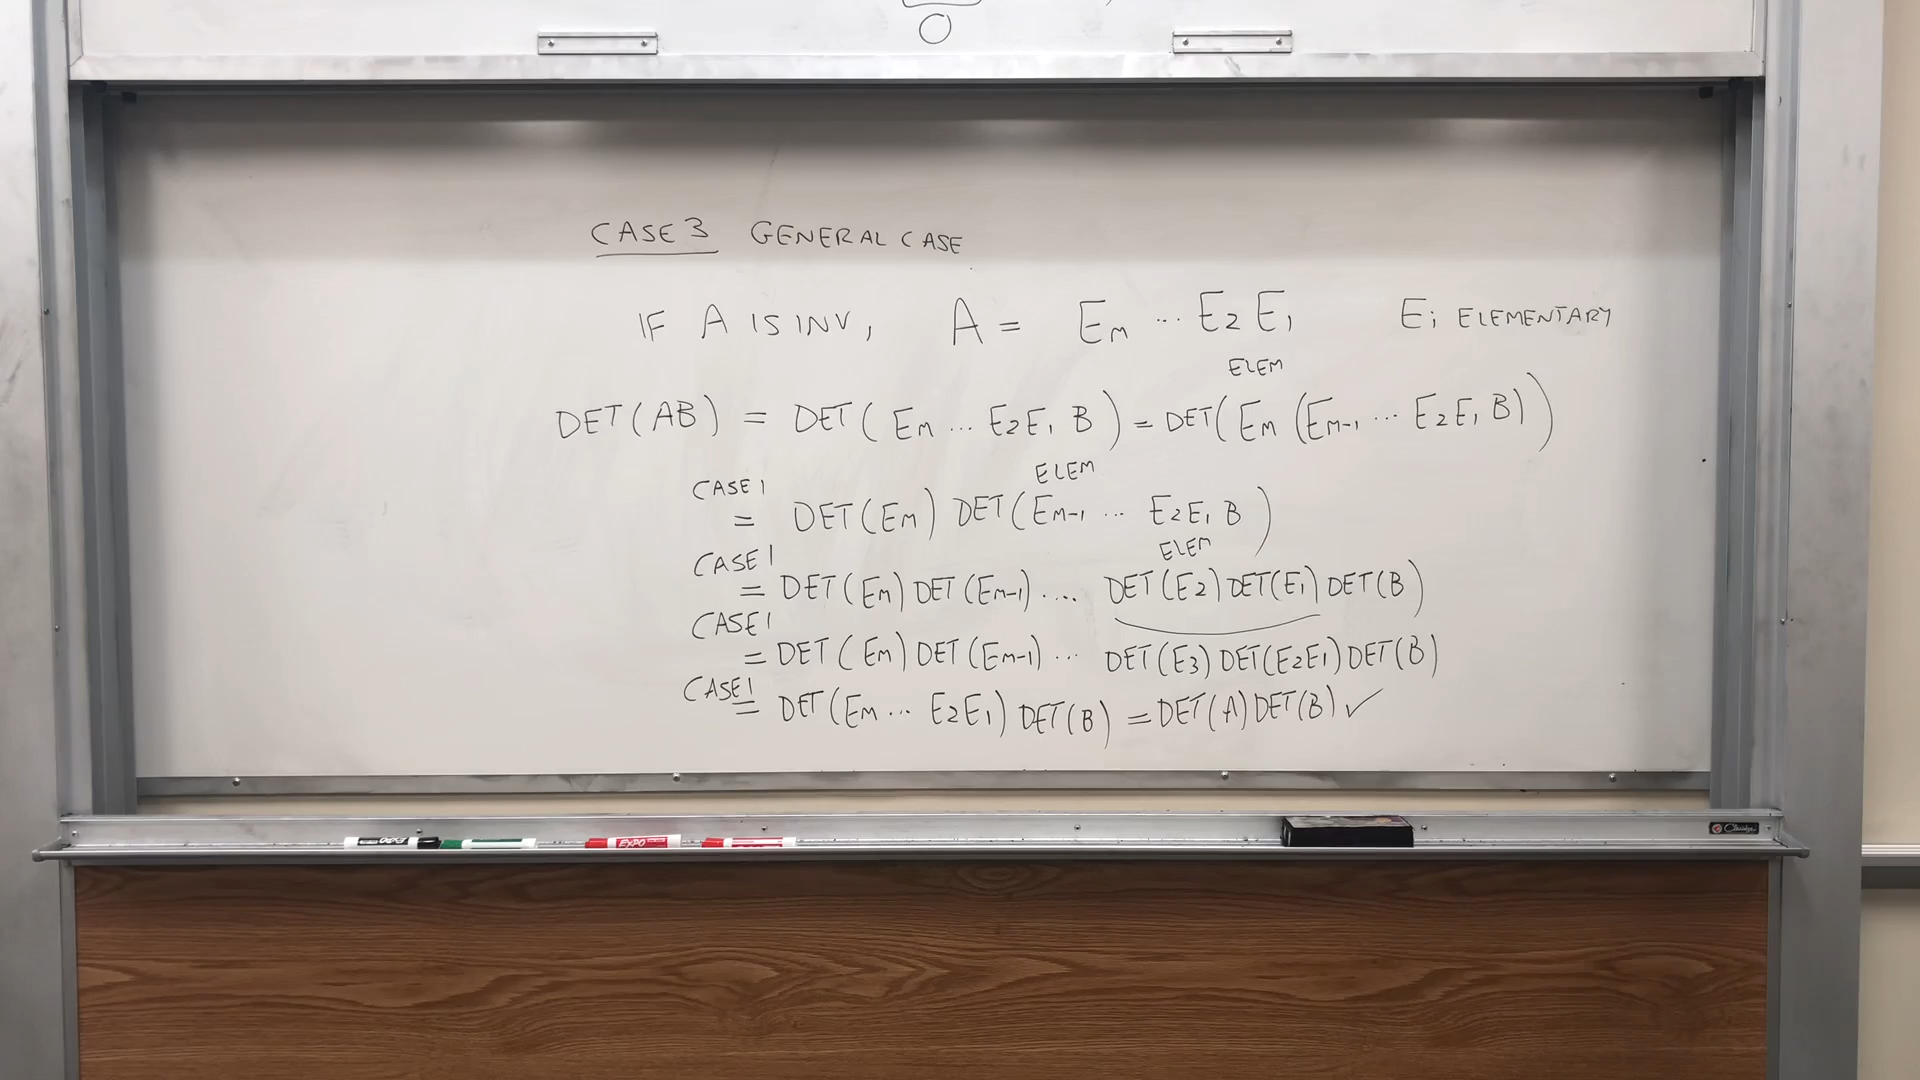 0
CASE 3 GENERAL CASE
IF A IS INV, A = Em ... E2 E1 Ei ELEMENTARY
ELEM
DET(AB) = DET(Em ... E2E1 B) = DET(Em (Em-1 ... E2E1 B))
CASE 1 ELEM
= DET(Em) DET(Em-1 ... E2E1 B)
CASE 1 ELEM
= DET(Em) DET(Em-1) .... DET(E2) DET(E1) DET(B)
CASE 1
= DET(Em) DET(Em-1) ... DET(E3) DET(E2E1) DET(B)
CASE 1
= DET(Em ... E2E1) DET(B) = DET(A) DET(B) ✓
EXPO
EXPO
Classic